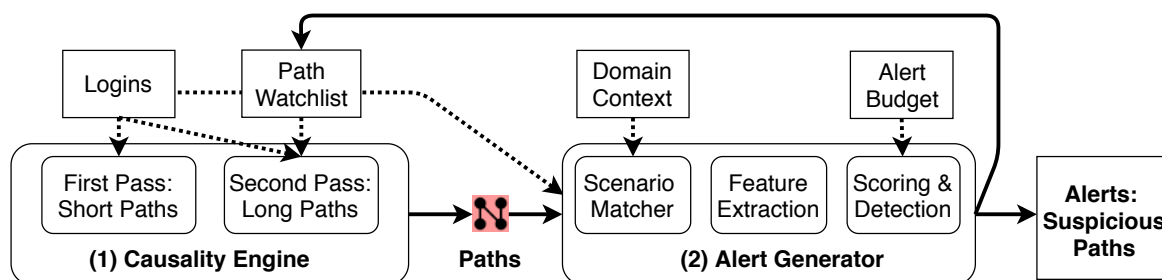 Logins
Path
Watchlist
Domain
Context
Alert
Budget
First Pass:
Short Paths
Second Pass:
Long Paths
Scenario
Matcher
Feature
Extraction
Scoring &
Detection
Alerts:
Suspicious
Paths
(1) Causality Engine
Paths
(2) Alert Generator